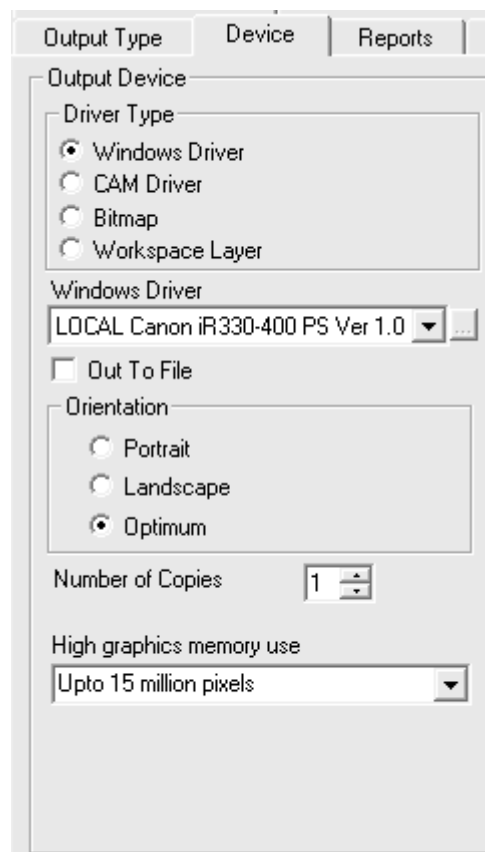 Output Type Device Reports
Output Device
Driver Type
Windows Driver
CAM Driver
Bitmap
Workspace Layer
Windows Driver
LOCAL Canon iR330-400 PS Ver 1.0 ...
Out To File
Orientation
Portrait
Landscape
Optimum
Number of Copies 1
High graphics memory use
Upto 15 million pixels